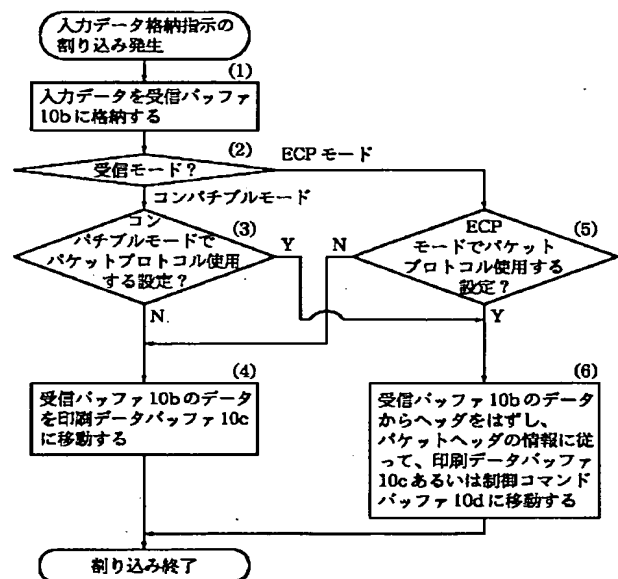 入力データ格納指示の
割り込み発生
(1)
入力データを受信バッファ
10bに格納する
(2)
受信モード？
ECPモード
コンパチブルモード
(3)
コン
パチブルモードで
パケットプロトコル使用
する設定？
Y
N
(5)
ECP
モードでパケット
プロトコル使用する
設定？
N
Y
(4)
受信バッファ10bのデータ
を印刷データバッファ10c
に移動する
(6)
受信バッファ10bのデータ
からヘッダをはずし、
パケットヘッダの情報に従
って、印刷データバッファ
10cあるいは制御コマンド
バッファ10dに移動する
割り込み終了